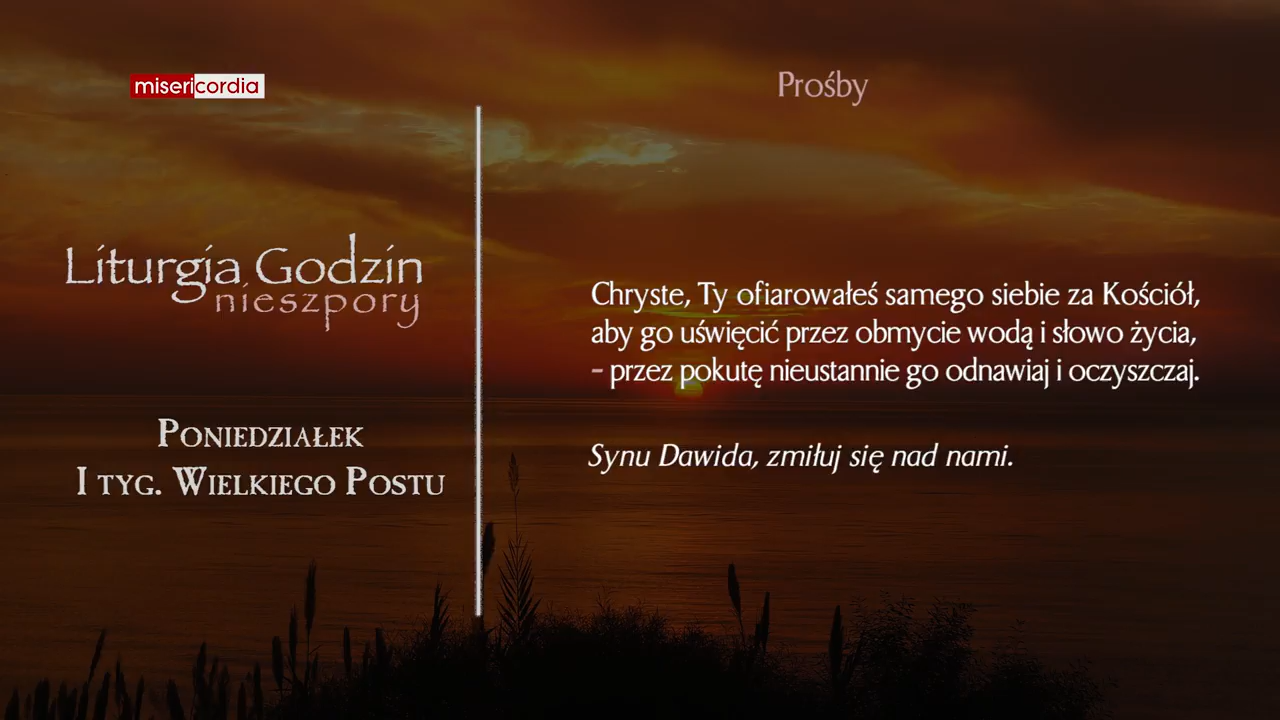 misericordia
Liturgia Godzin
nieszpory
Poniedziałek
I tyg. Wielkiego Postu
Prośby
Chryste, Ty ofiarowałeś samego siebie za Kościół,
aby go uświęcić przez obmycie wodą i słowo życia,
- przez pokutę nieustannie go odnawiaj i oczyszczaj.
Synu Dawida, zmiłuj się nad nami.